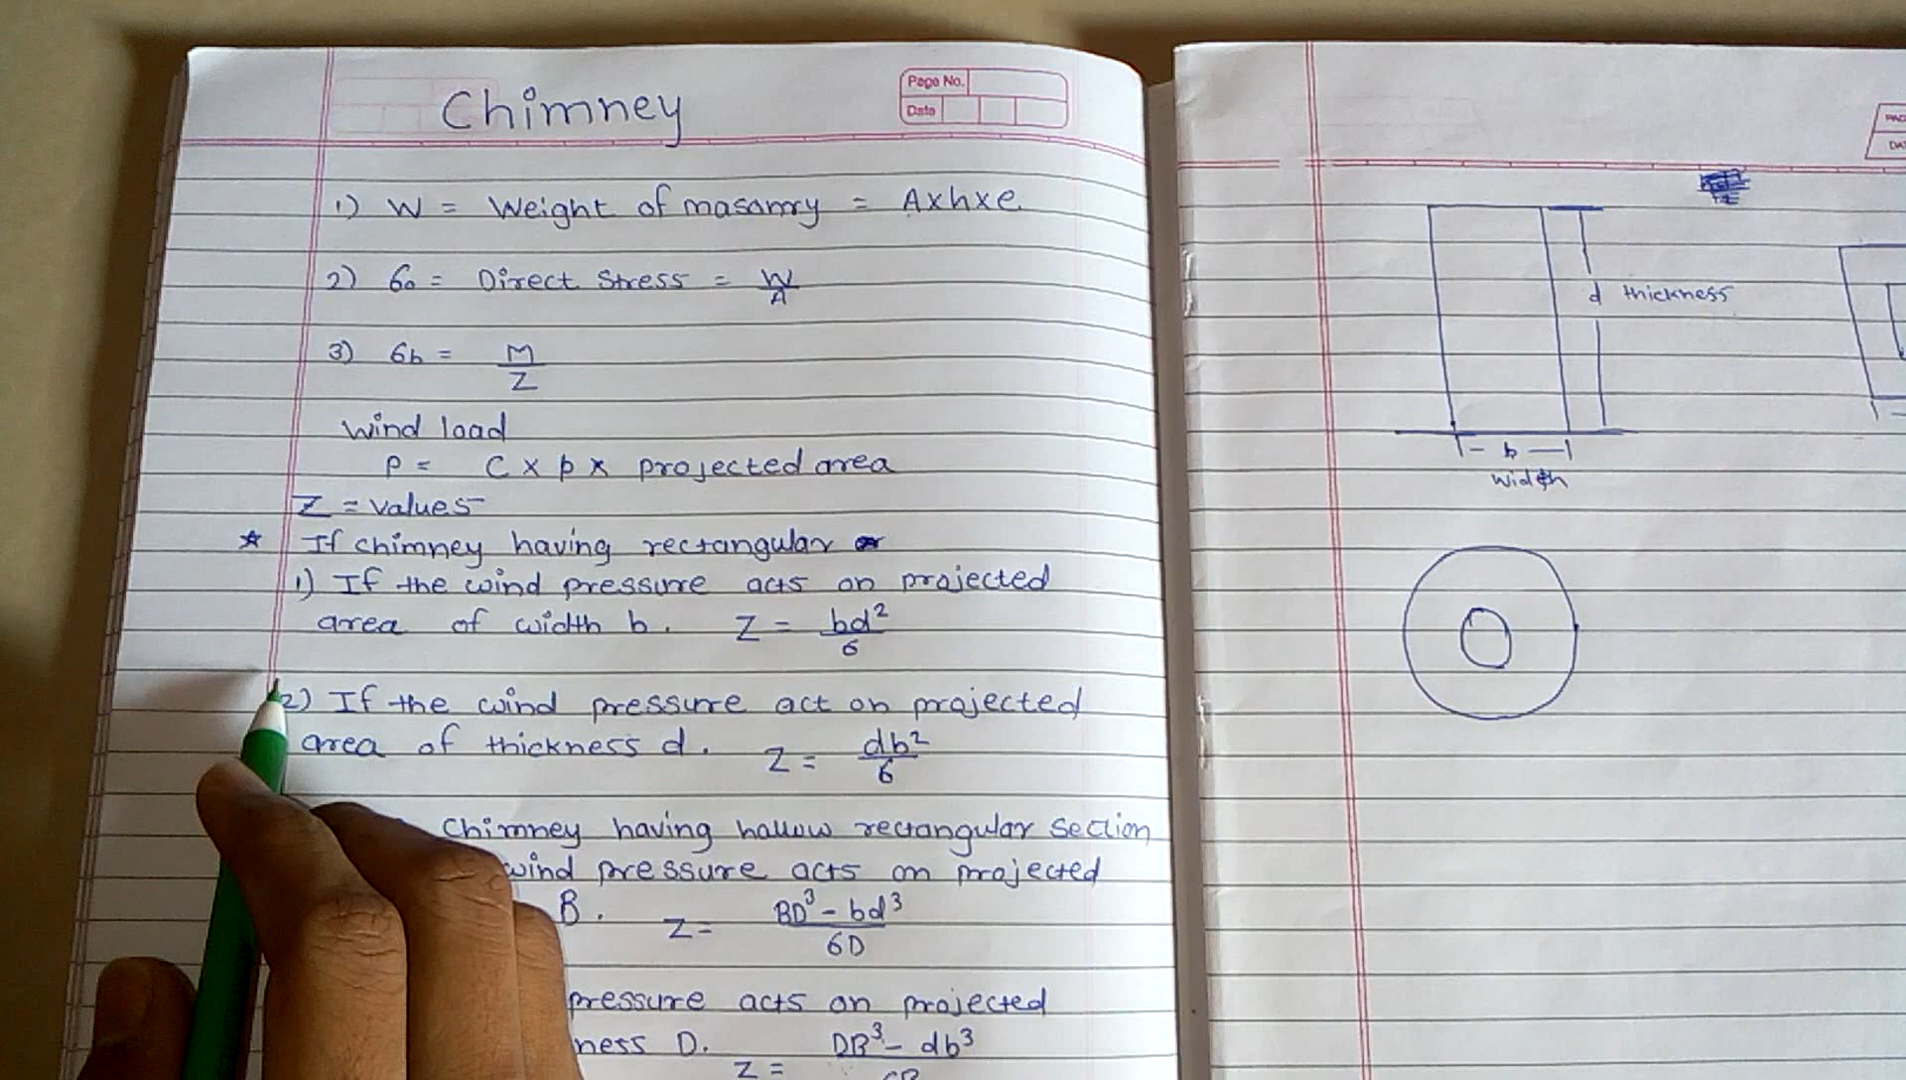 Chimney
Page No.
Date
1) W = Weight of masonry = A×h×e
2) 6o = Direct Stress = W/A
3) 6b = M/Z
Wind load
P = C × p × projected area
Z = values
* If chimney having rectangular
1) If the wind pressure acts on projected
area of width b. Z = bd²/6
2) If the wind pressure act on projected
area of thickness d. Z = db²/6
Chimney having hallow rectangular section
wind pressure acts on projected
B. Z = BD³ - bd³/6D
pressure acts on projected
ness D. DB³ - db³
Z =
d thickness
b
width